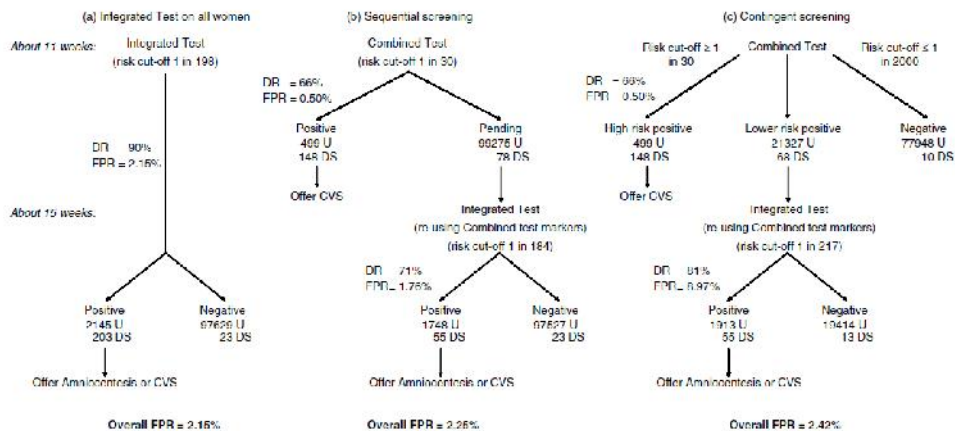 (a) Integrated Test on all women
About 11 weeks:
Integrated Test
(risk cut-off 1 in 198)
DR 90%
FPR = 2.15%
About 15 weeks:
Positive
2145 U
203 DS
Negative
97629 U
23 DS
Offer Amniocentesis or CVS
Overall FPR = 2.15%
(b) Sequential screening
Combined Test
(risk cut-off 1 in 30)
DR = 66%
FPR = 0.50%
Positive
499 U
148 DS
Pending
99275 U
78 DS
Offer CVS
Integrated Test
(re-using Combined test markers)
(risk cut-off 1 in 184)
DR 71%
FPR= 1.76%
Positive
1748 U
55 DS
Negative
97527 U
23 DS
Offer Amniocentesis or CVS
Overall FPR = 2.25%
(c) Contingent screening
Risk cut-off ≥ 1
in 30
Combined Test
Risk cut-off ≤ 1
in 2000
DR = 66%
FPR 0.50%
High risk positive
499 U
148 DS
Lower risk positive
21327 U
68 DS
Negative
77948 U
10 DS
Offer CVS
Integrated Test
(re-using Combined test markers)
(risk cut-off 1 in 217)
DR 81%
FPR= 8.97%
Positive
1913 U
55 DS
Negative
19414 U
13 DS
Offer Amniocentesis or CVS
Overall FPR = 2.42%